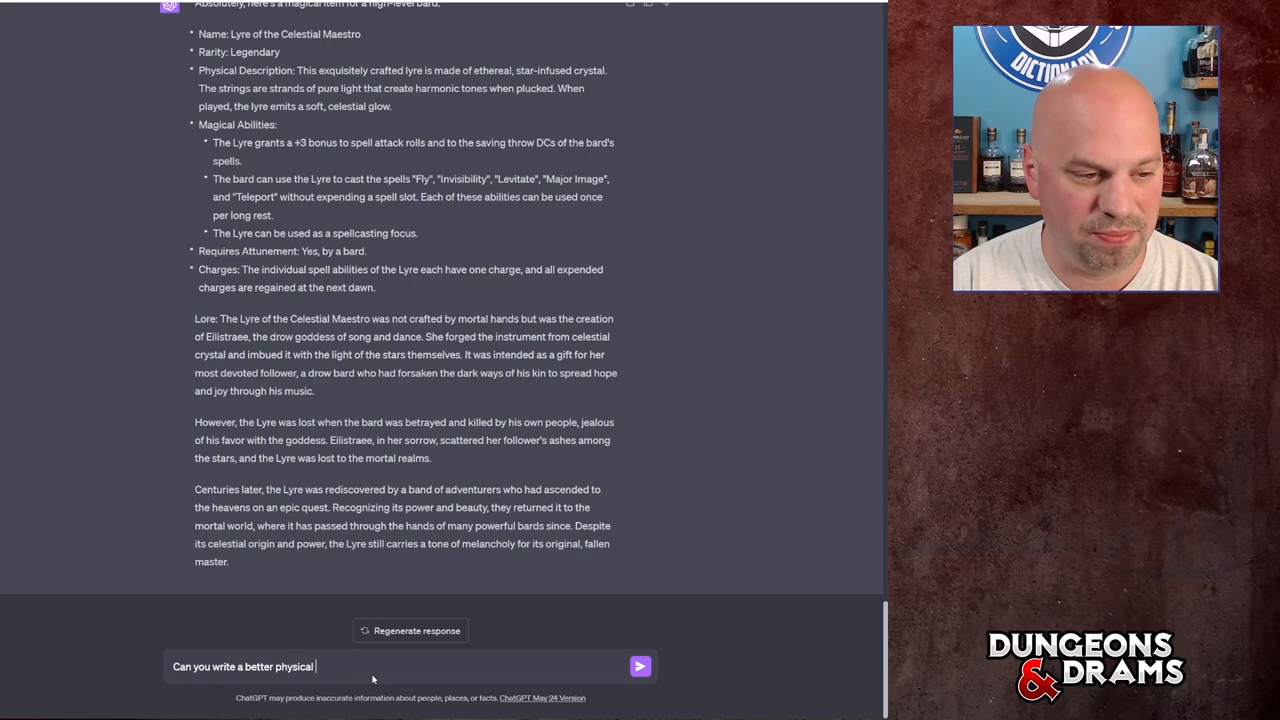 Absolutely, here's a magical item for a high-level bard.
DICTIONARY
• Name: Lyre of the Celestial Maestro
• Rarity: Legendary
• Physical Description: This exquisitely crafted lyre is made of ethereal, star-infused crystal.
The strings are strands of pure light that create harmonic tones when plucked. When
played, the lyre emits a soft, celestial glow.
• Magical Abilities:
• The Lyre grants a +3 bonus to spell attack rolls and to the saving throw DCs of the bard's
spells.
• The bard can use the Lyre to cast the spells "Fly", "Invisibility", "Levitate", "Major Image",
and "Teleport" without expending a spell slot. Each of these abilities can be used once
per long rest.
• The Lyre can be used as a spellcasting focus.
• Requires Attunement: Yes, by a bard.
• Charges: The individual spell abilities of the Lyre each have one charge, and all expended
charges are regained at the next dawn.
Lore: The Lyre of the Celestial Maestro was not crafted by mortal hands but was the creation
of Eilistraee, the drow goddess of song and dance. She forged the instrument from celestial
crystal and imbued it with the light of the stars themselves. It was intended as a gift for her
most devoted follower, a drow bard who had forsaken the dark ways of his kin to spread hope
and joy through his music.
However, the Lyre was lost when the bard was betrayed and killed by his own people, jealous
of his favor with the goddess. Eilistraee, in her sorrow, scattered her follower's ashes among
the stars, and the Lyre was lost to the mortal realms.
Centuries later, the Lyre was rediscovered by a band of adventurers who had ascended to
the heavens on an epic quest. Recognizing its power and beauty, they returned it to the
mortal world, where it has passed through the hands of many powerful bards since. Despite
its celestial origin and power, the Lyre still carries a tone of melancholy for its original, fallen
master.
Regenerate response
Can you write a better physical
ChatGPT may produce inaccurate information about people, places, or facts. ChatGPT May 24 Version
DUNGEONS
& DRAMS